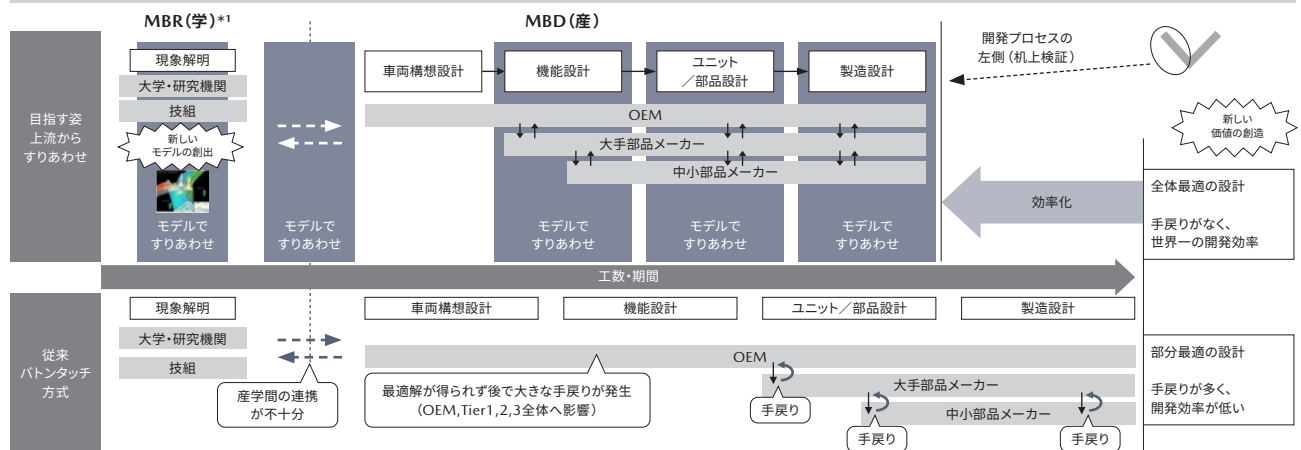 MBR(学)*1
MBD(産)
目指す姿
上流から
すりあわせ
現象解明
大学・研究機関
技組
新しい
モデルの創出
モデルで
すりあわせ
モデルで
すりあわせ
車両構想設計
機能設計
ユニット
／部品設計
製造設計
OEM
大手部品メーカー
中小部品メーカー
モデルで
すりあわせ
モデルで
すりあわせ
モデルで
すりあわせ
開発プロセスの
左側(机上検証)
新しい
価値の創造
効率化
全体最適の設計
手戻りがなく、
世界一の開発効率
工数・期間
従来
バトンタッチ
方式
現象解明
大学・研究機関
技組
産学間の連携
が不十分
車両構想設計
機能設計
ユニット／部品設計
製造設計
OEM
最適解が得られず後で大きな手戻りが発生
(OEM,Tier1,2,3全体へ影響)
大手部品メーカー
手戻り
中小部品メーカー
手戻り
手戻り
部分最適の設計
手戻りが多く、
開発効率が低い